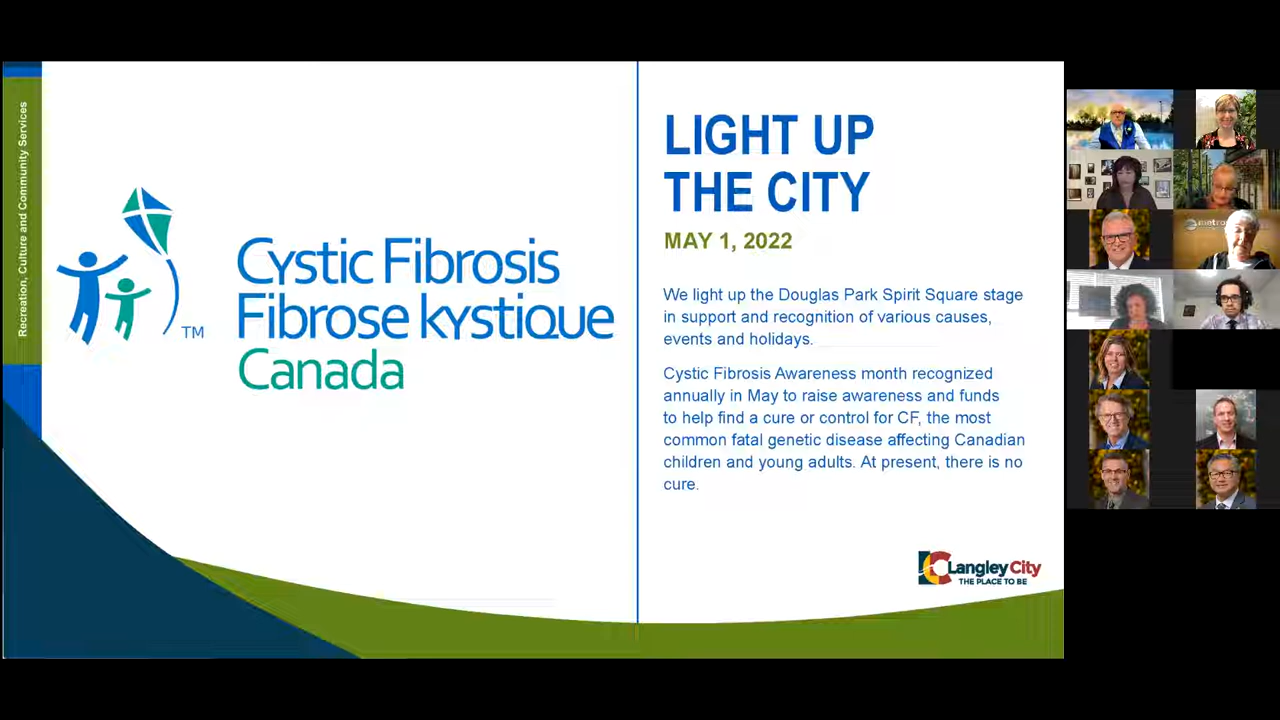 Recreation, Culture and Community Services
Cystic Fibrosis
Fibrose kystique
Canada
TM
LIGHT UP
THE CITY
MAY 1, 2022
We light up the Douglas Park Spirit Square stage
in support and recognition of various causes,
events and holidays.
Cystic Fibrosis Awareness month recognized
annually in May to raise awareness and funds
to help find a cure or control for CF, the most
common fatal genetic disease affecting Canadian
children and young adults. At present, there is no
cure.
Langley City
THE PLACE TO BE